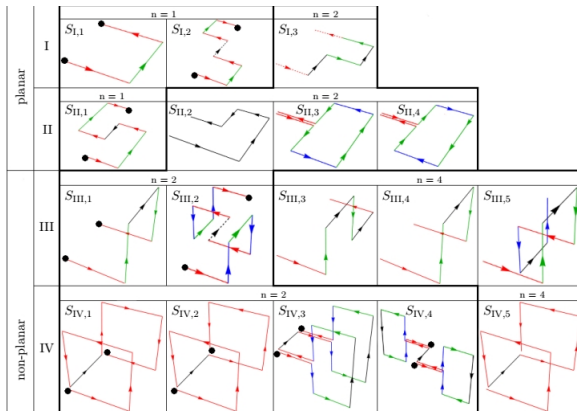 n = 1
n = 2
planar
I
S_{I,1}
S_{I,2}
S_{I,3}
n = 1
n = 2
II
S_{II,1}
S_{II,2}
S_{II,3}
S_{II,4}
n = 2
n = 4
non-planar
III
S_{III,1}
S_{III,2}
S_{III,3}
S_{III,4}
S_{III,5}
n = 2
n = 4
IV
S_{IV,1}
S_{IV,2}
S_{IV,3}
S_{IV,4}
S_{IV,5}